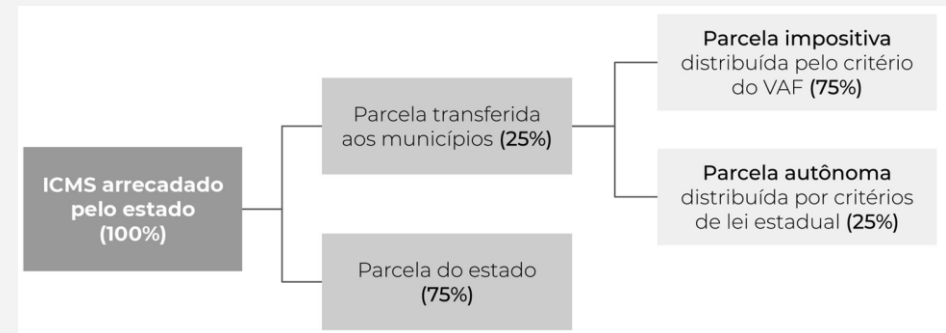 ICMS arrecadado
pelo estado
(100%)
Parcela transferida
aos municípios (25%)
Parcela do estado
(75%)
Parcela impositiva
distribuída pelo critério
do VAF (75%)
Parcela autônoma
distribuída por critérios
de lei estadual (25%)